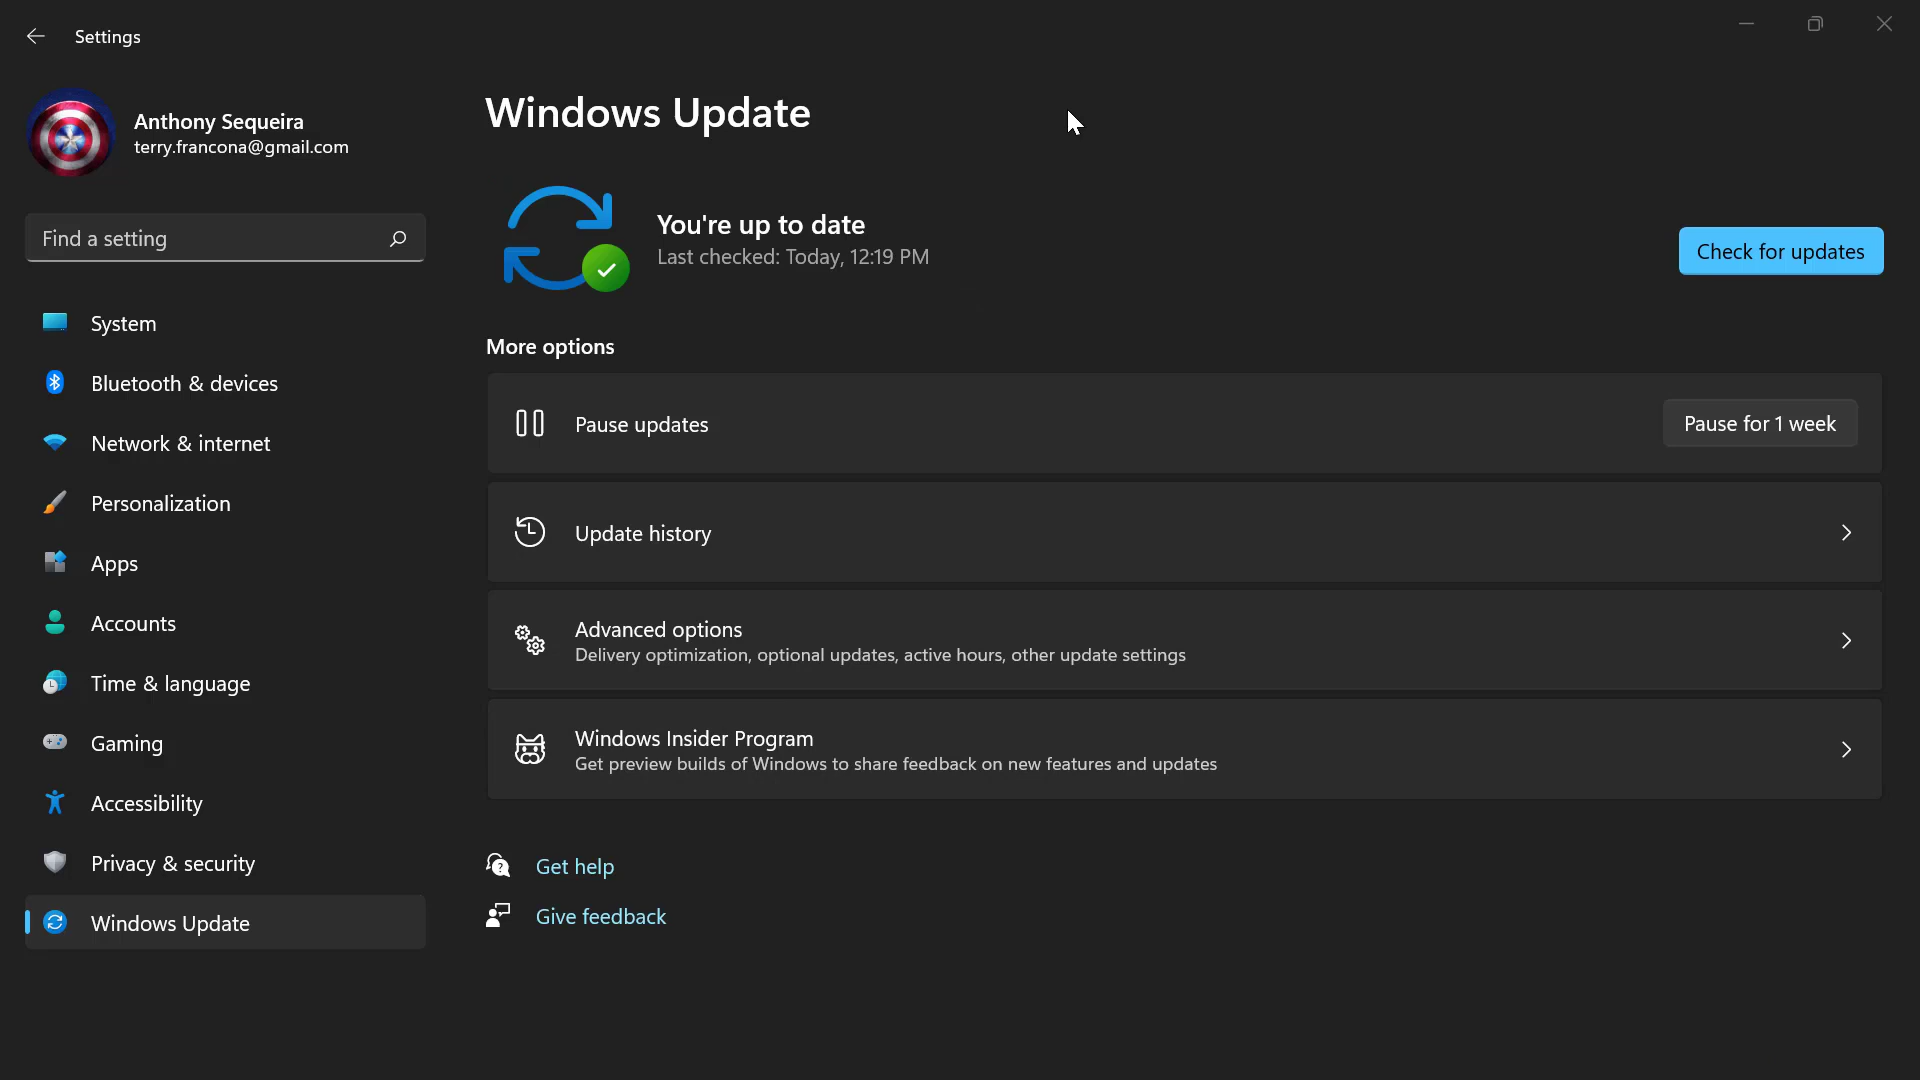 Settings
Anthony Sequeira
terry.francona@gmail.com
Find a setting
System
Bluetooth & devices
Network & internet
Personalization
Apps
Accounts
Time & language
Gaming
Accessibility
Privacy & security
Windows Update
Windows Update
You're up to date
Last checked: Today, 12:19 PM
Check for updates
More options
Pause updates
Pause for 1 week
Update history
Advanced options
Delivery optimization, optional updates, active hours, other update settings
Windows Insider Program
Get preview builds of Windows to share feedback on new features and updates
Get help
Give feedback